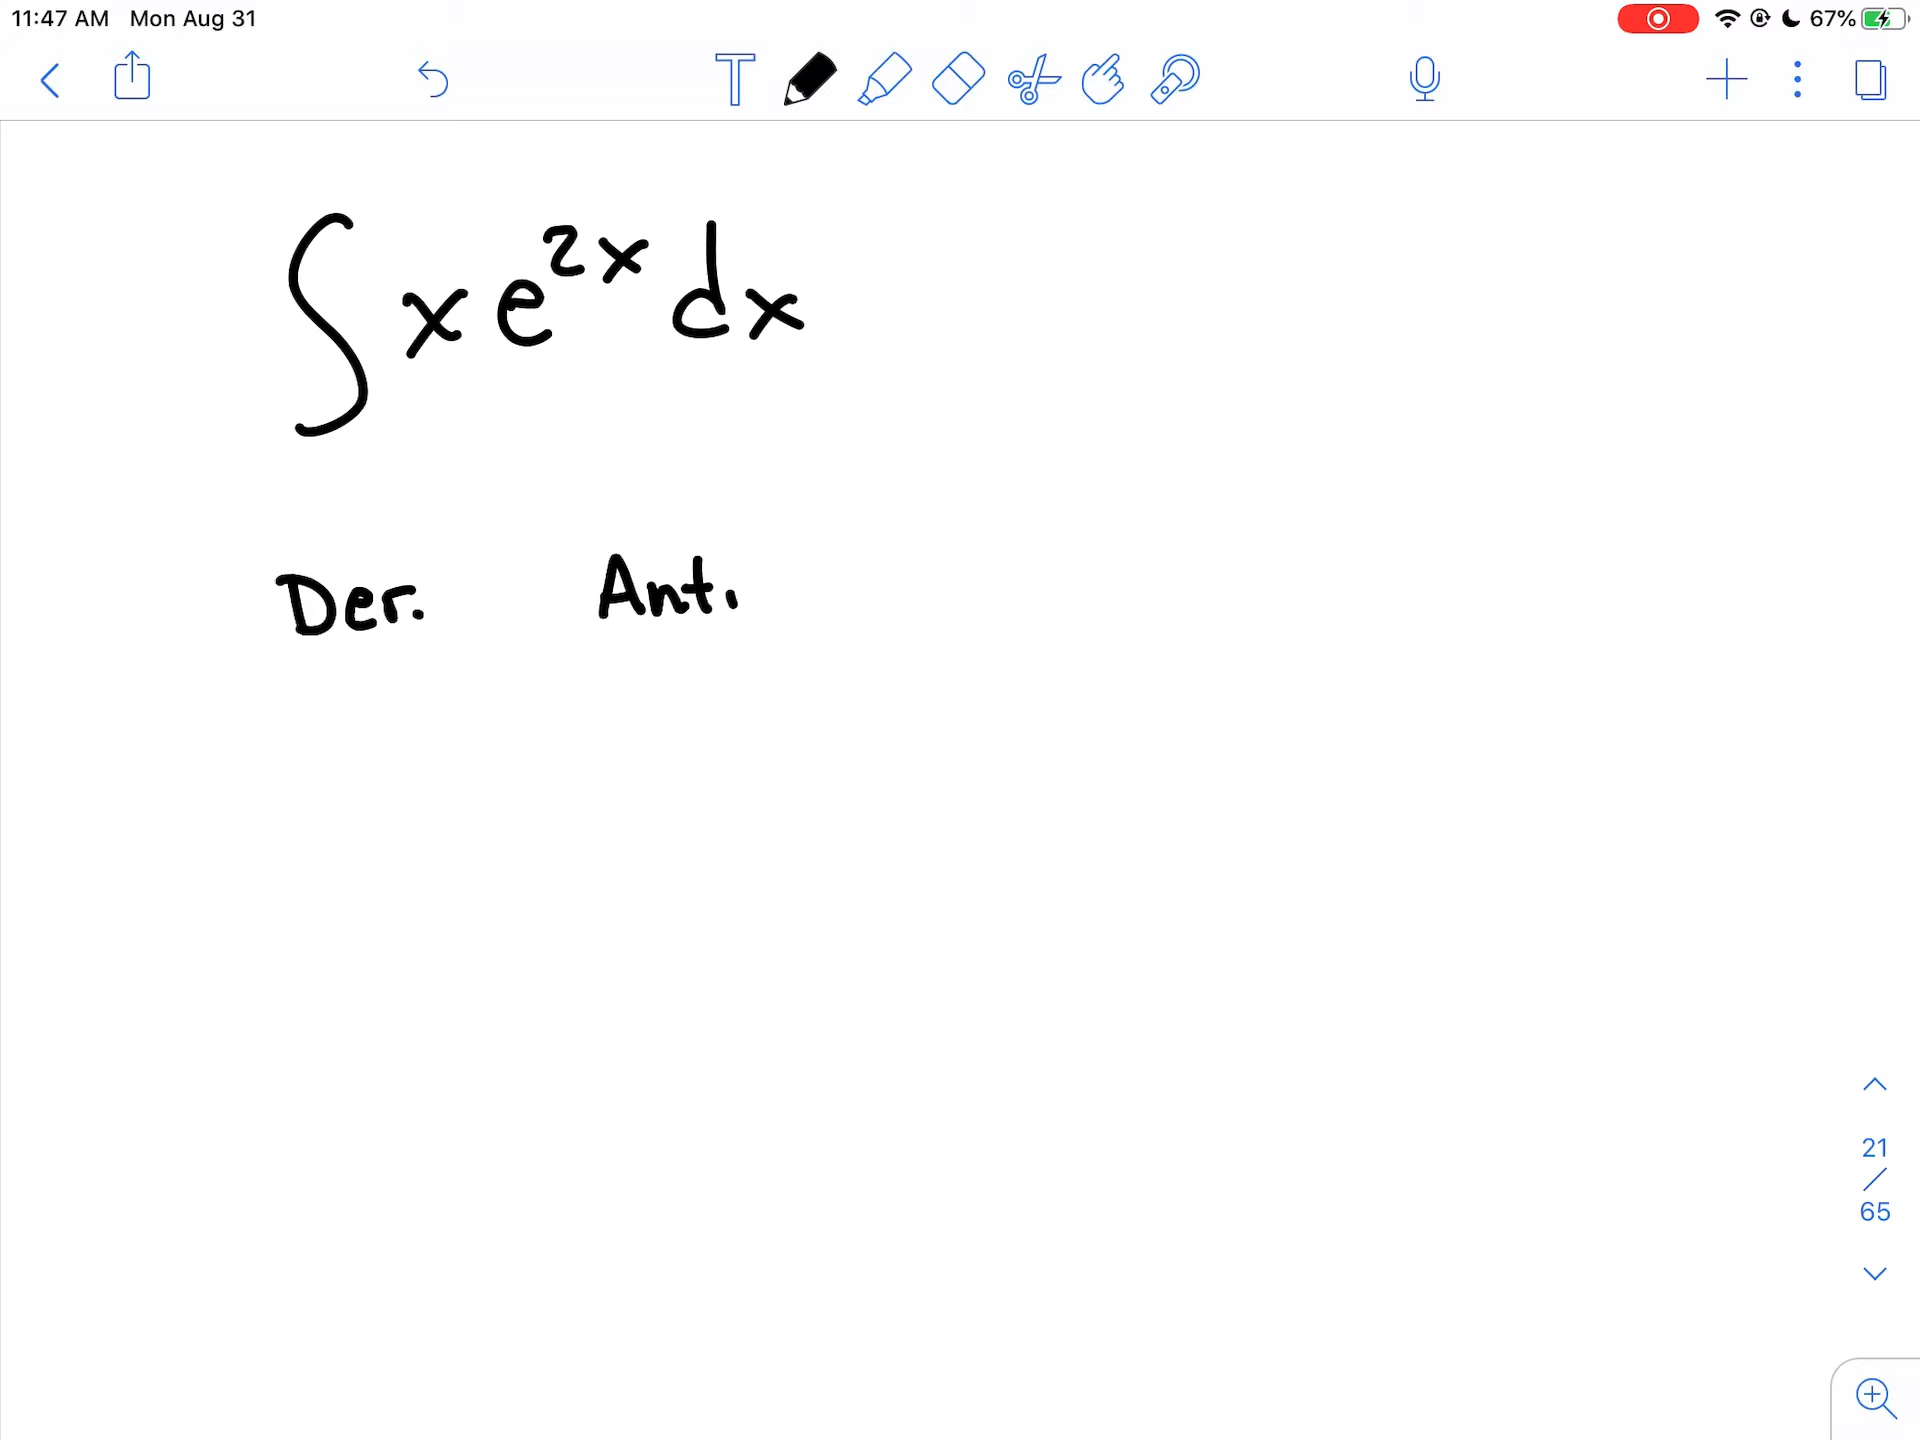 11:47 AM Mon Aug 31 67%
T
∫ x e^{2x} dx
Der. Ant.
21
/
65